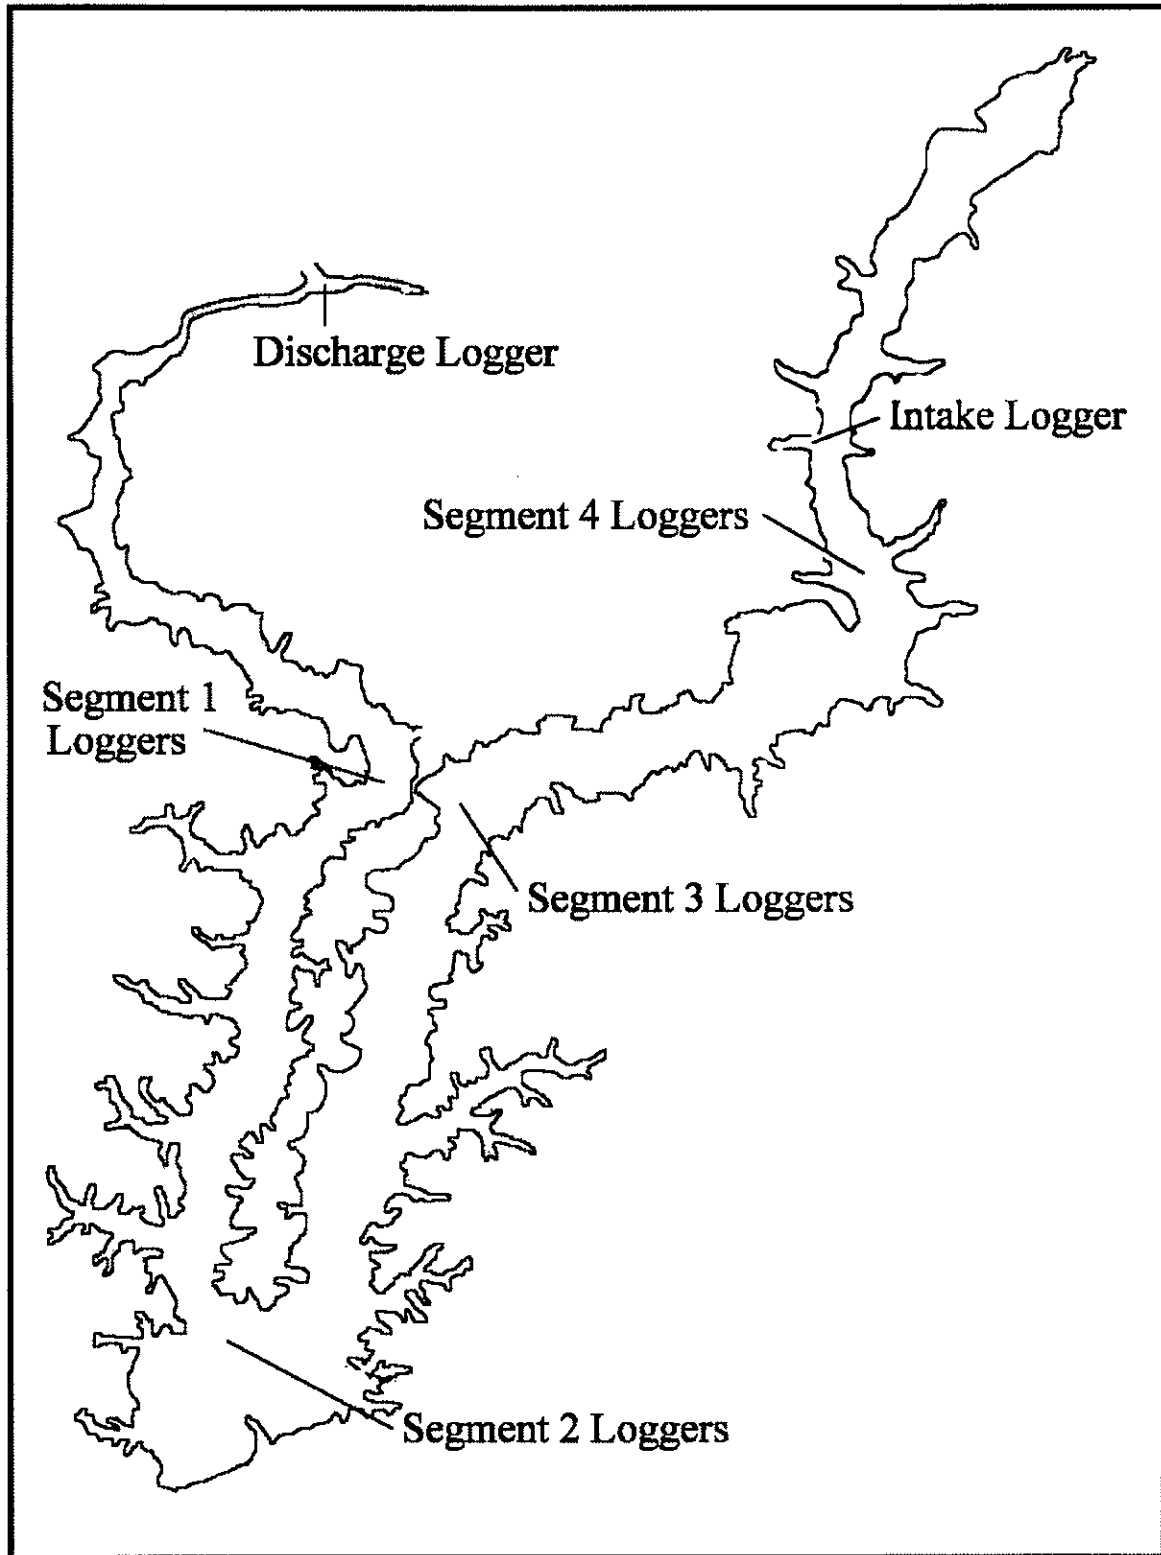 Discharge Logger
Intake Logger
Segment 4 Loggers
Segment 1
Loggers
Segment 3 Loggers
Segment 2 Loggers